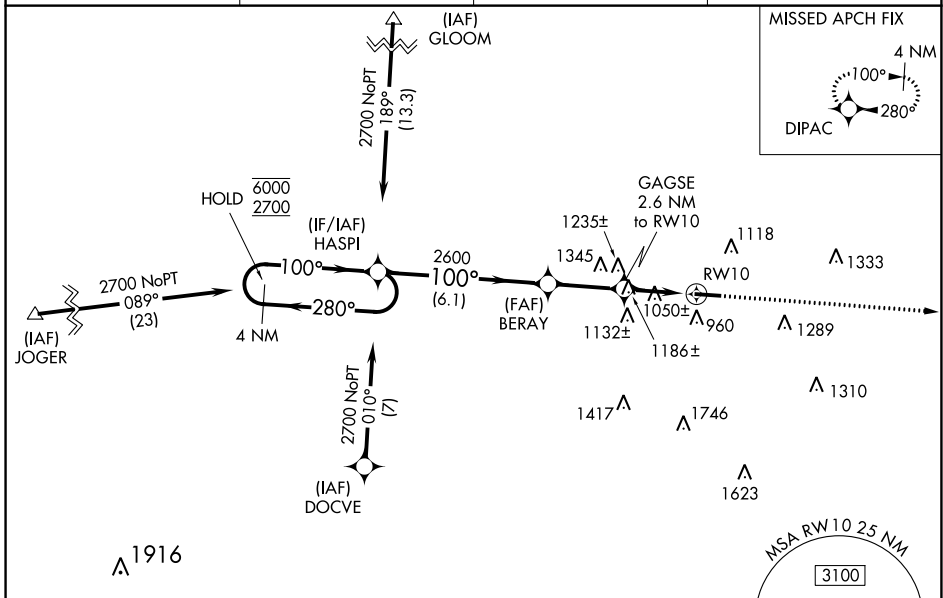 (IAF)
GLOOM
2700 NoPT
189°
(13.3)
MISSED APCH FIX
4 NM
100°
280°
DIPAC
HOLD
6000
2700
(IF/IAF)
HASPI
100°
280°
4 NM
2700 NoPT
089°
(23)
(IAF)
JOGER
2600
100°
(6.1)
(FAF)
BERAY
GAGSE
2.6 NM
to RW10
1235±
1345
1118
1333
RW10
1050±
960
1289
1132±
1186±
1310
1417
1746
1623
2700 NoPT
010°
(7)
(IAF)
DOCVE
1916
MSA RW10 25 NM
3100